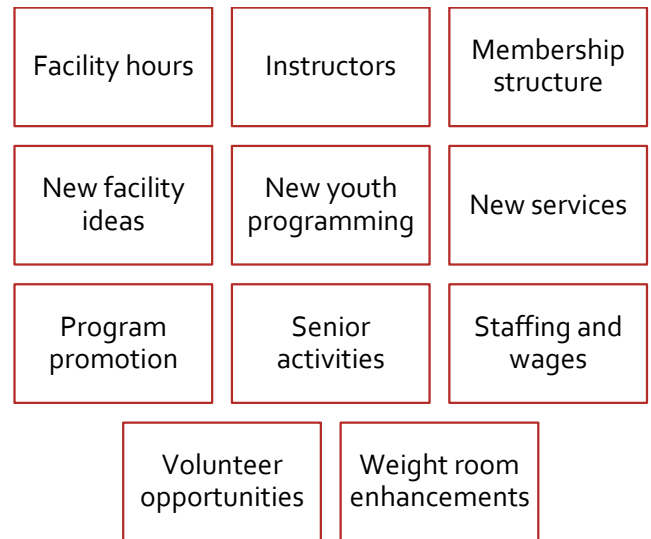 Facility hours
Instructors
Membership
structure
New facility
ideas
New youth
programming
New services
Program
promotion
Senior
activities
Staffing and
wages
Volunteer
opportunities
Weight room
enhancements